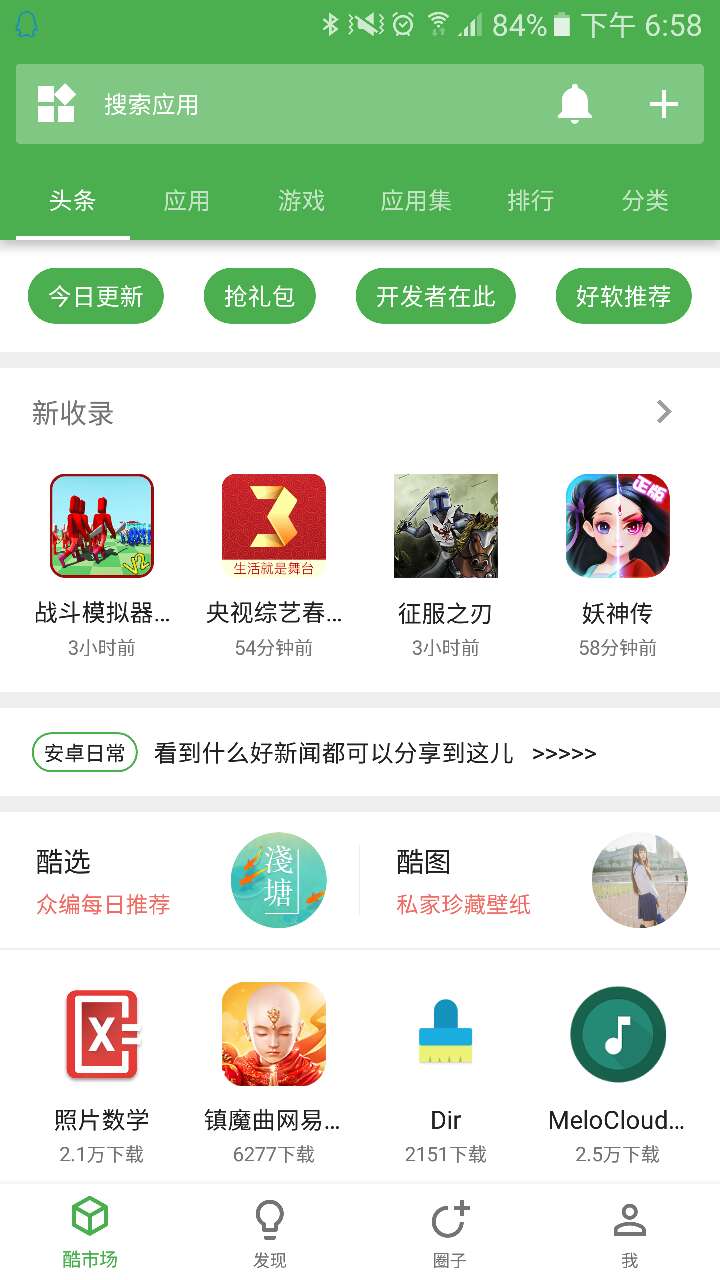 84% 下午 6:58
搜索应用
头条 应用 游戏 应用集 排行 分类
今日更新 抢礼包 开发者在此 好软推荐
新收录
V2 3 生活就是舞台 正版
战斗模拟器... 央视综艺春... 征服之刃 妖神传
3小时前 54分钟前 3小时前 58分钟前
安卓日常 看到什么好新闻都可以分享到这儿 >>>>>
酷选 淺塘 酷图
众编每日推荐 私家珍藏壁纸
X
照片数学 镇魔曲网易... Dir MeloCloud...
2.1万下载 6277下载 2151下载 2.5万下载
酷市场 发现 圈子 我